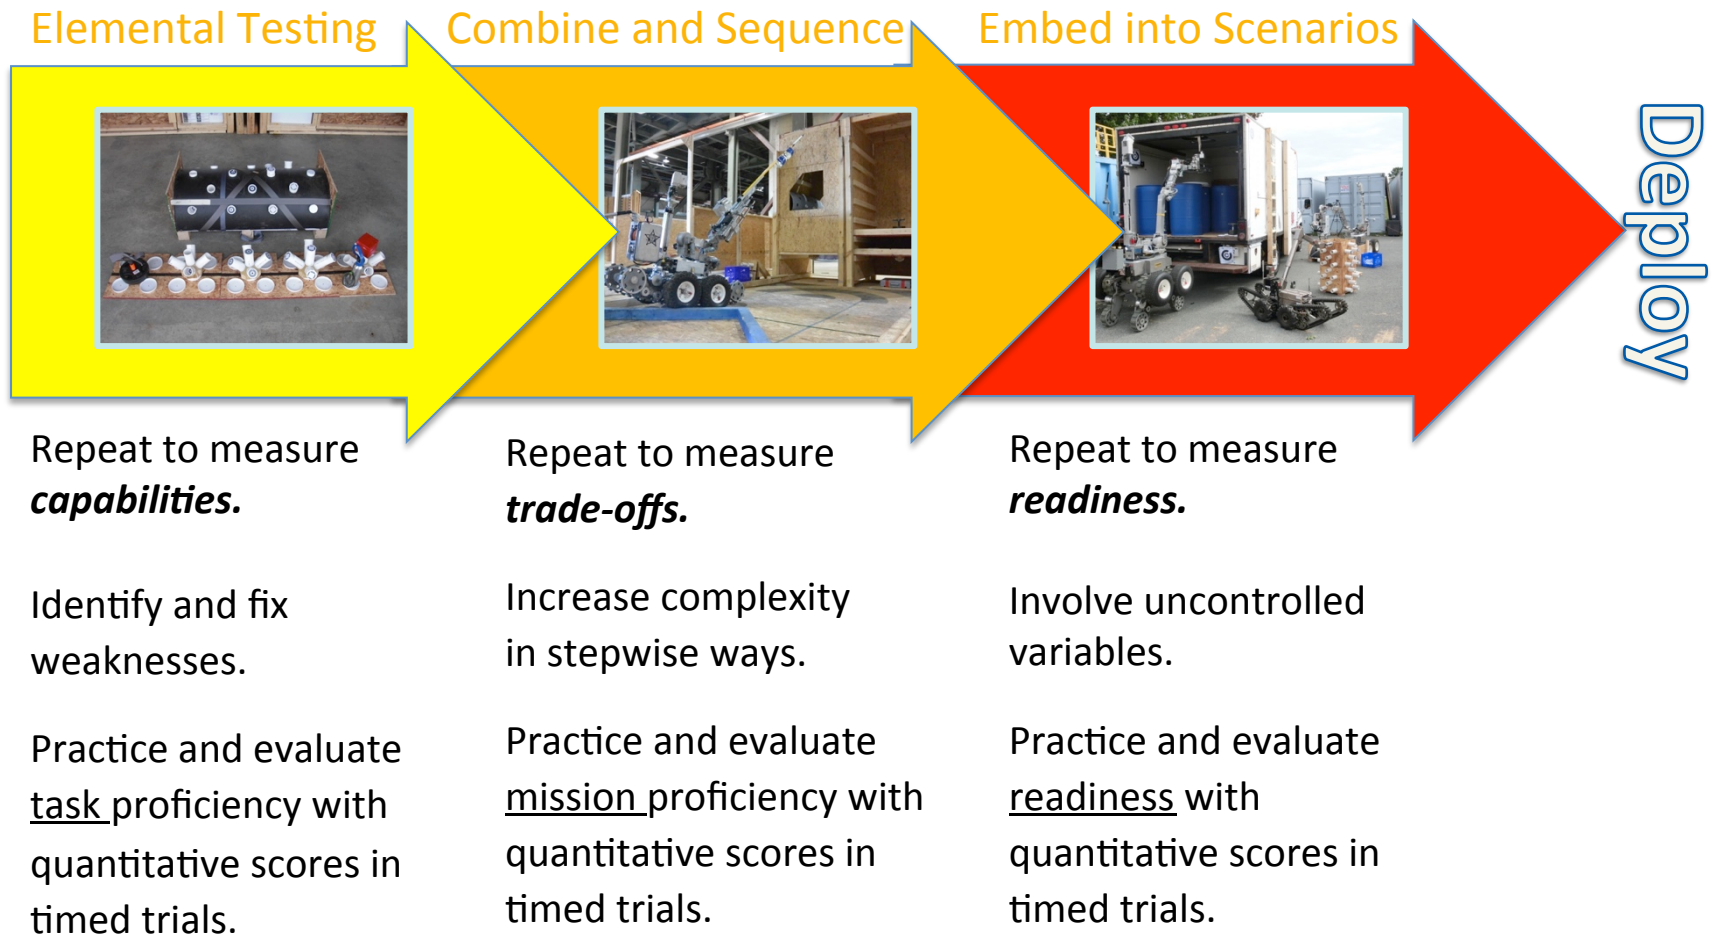 Elemental Testing
Combine and Sequence
Embed into Scenarios
Deploy
Repeat to measure
capabilities.
Identify and fix
weaknesses.
Practice and evaluate
task proficiency with
quantitative scores in
timed trials.
Repeat to measure
trade-offs.
Increase complexity
in stepwise ways.
Practice and evaluate
mission proficiency with
quantitative scores in
timed trials.
Repeat to measure
readiness.
Involve uncontrolled
variables.
Practice and evaluate
readiness with
quantitative scores in
timed trials.